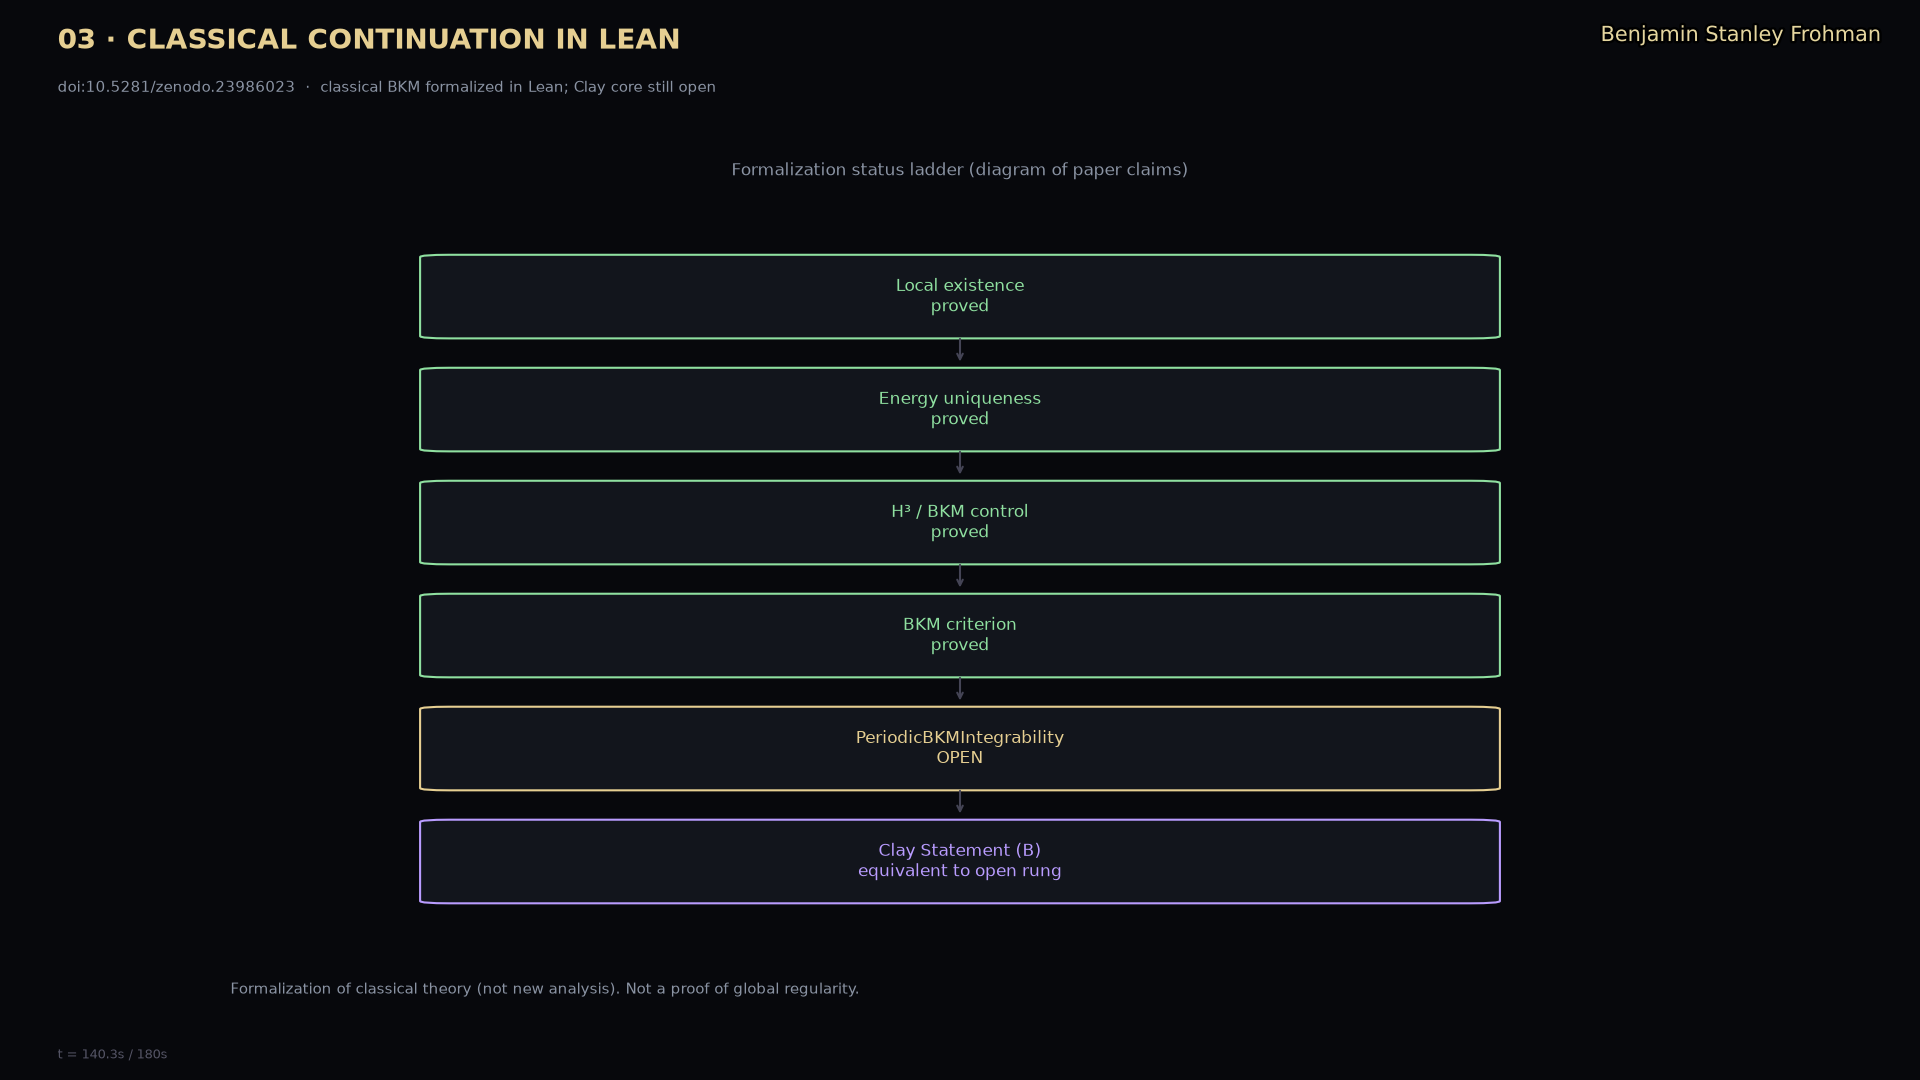 03 · CLASSICAL CONTINUATION IN LEAN
Benjamin Stanley Frohman
doi:10.5281/zenodo.23986023 · classical BKM formalized in Lean; Clay core still open
Formalization status ladder (diagram of paper claims)
Local existence
proved
Energy uniqueness
proved
H³ / BKM control
proved
BKM criterion
proved
PeriodicBKMIntegrability
OPEN
Clay Statement (B)
equivalent to open rung
Formalization of classical theory (not new analysis). Not a proof of global regularity.
t = 140.3s / 180s